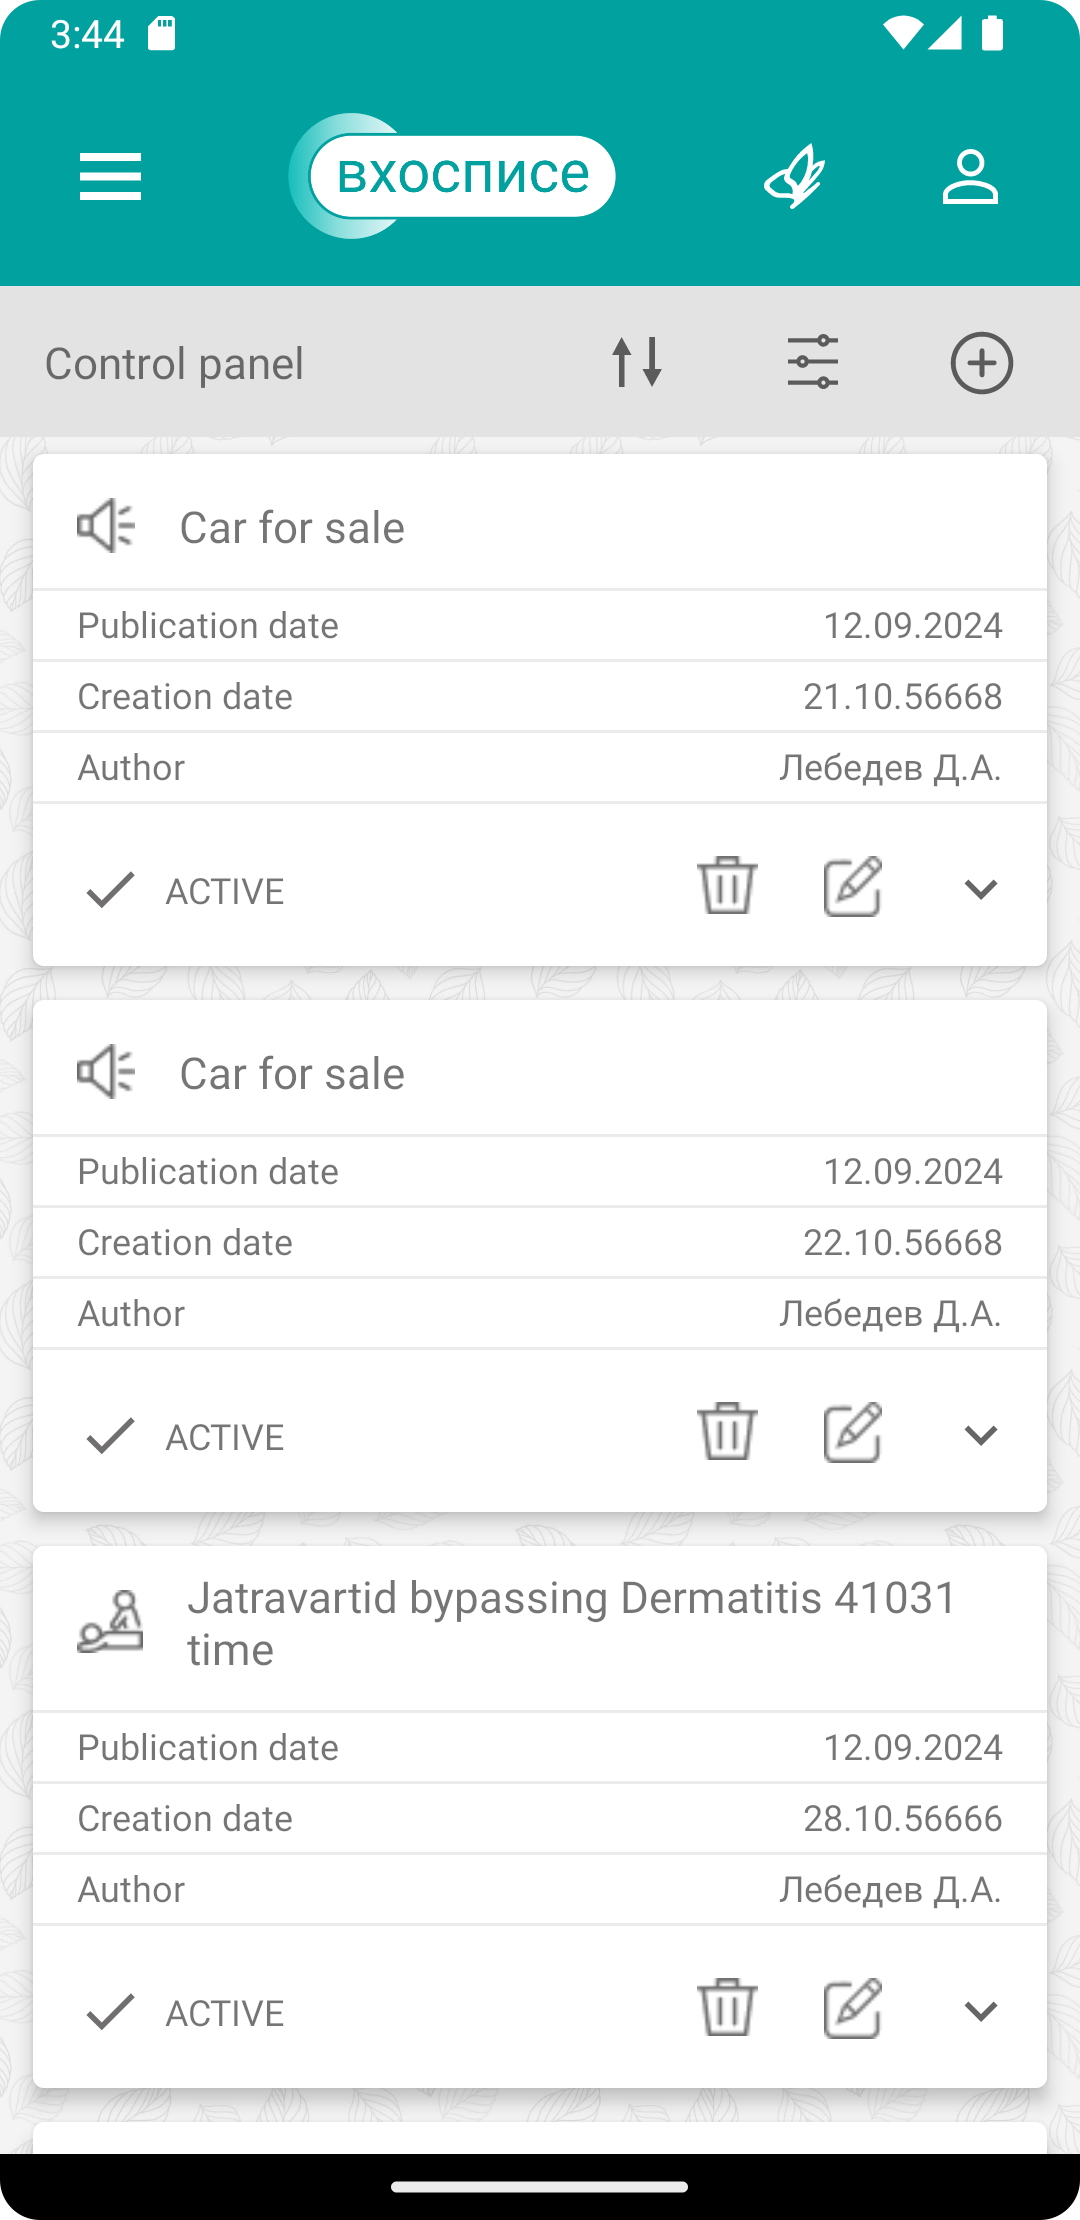 3:44
вхосписе
Control panel
Car for sale
Publication date 12.09.2024
Creation date 21.10.56668
Author Лебедев Д.А.
ACTIVE
Car for sale
Publication date 12.09.2024
Creation date 22.10.56668
Author Лебедев Д.А.
ACTIVE
Jatravartid bypassing Dermatitis 41031
time
Publication date 12.09.2024
Creation date 28.10.56666
Author Лебедев Д.А.
ACTIVE